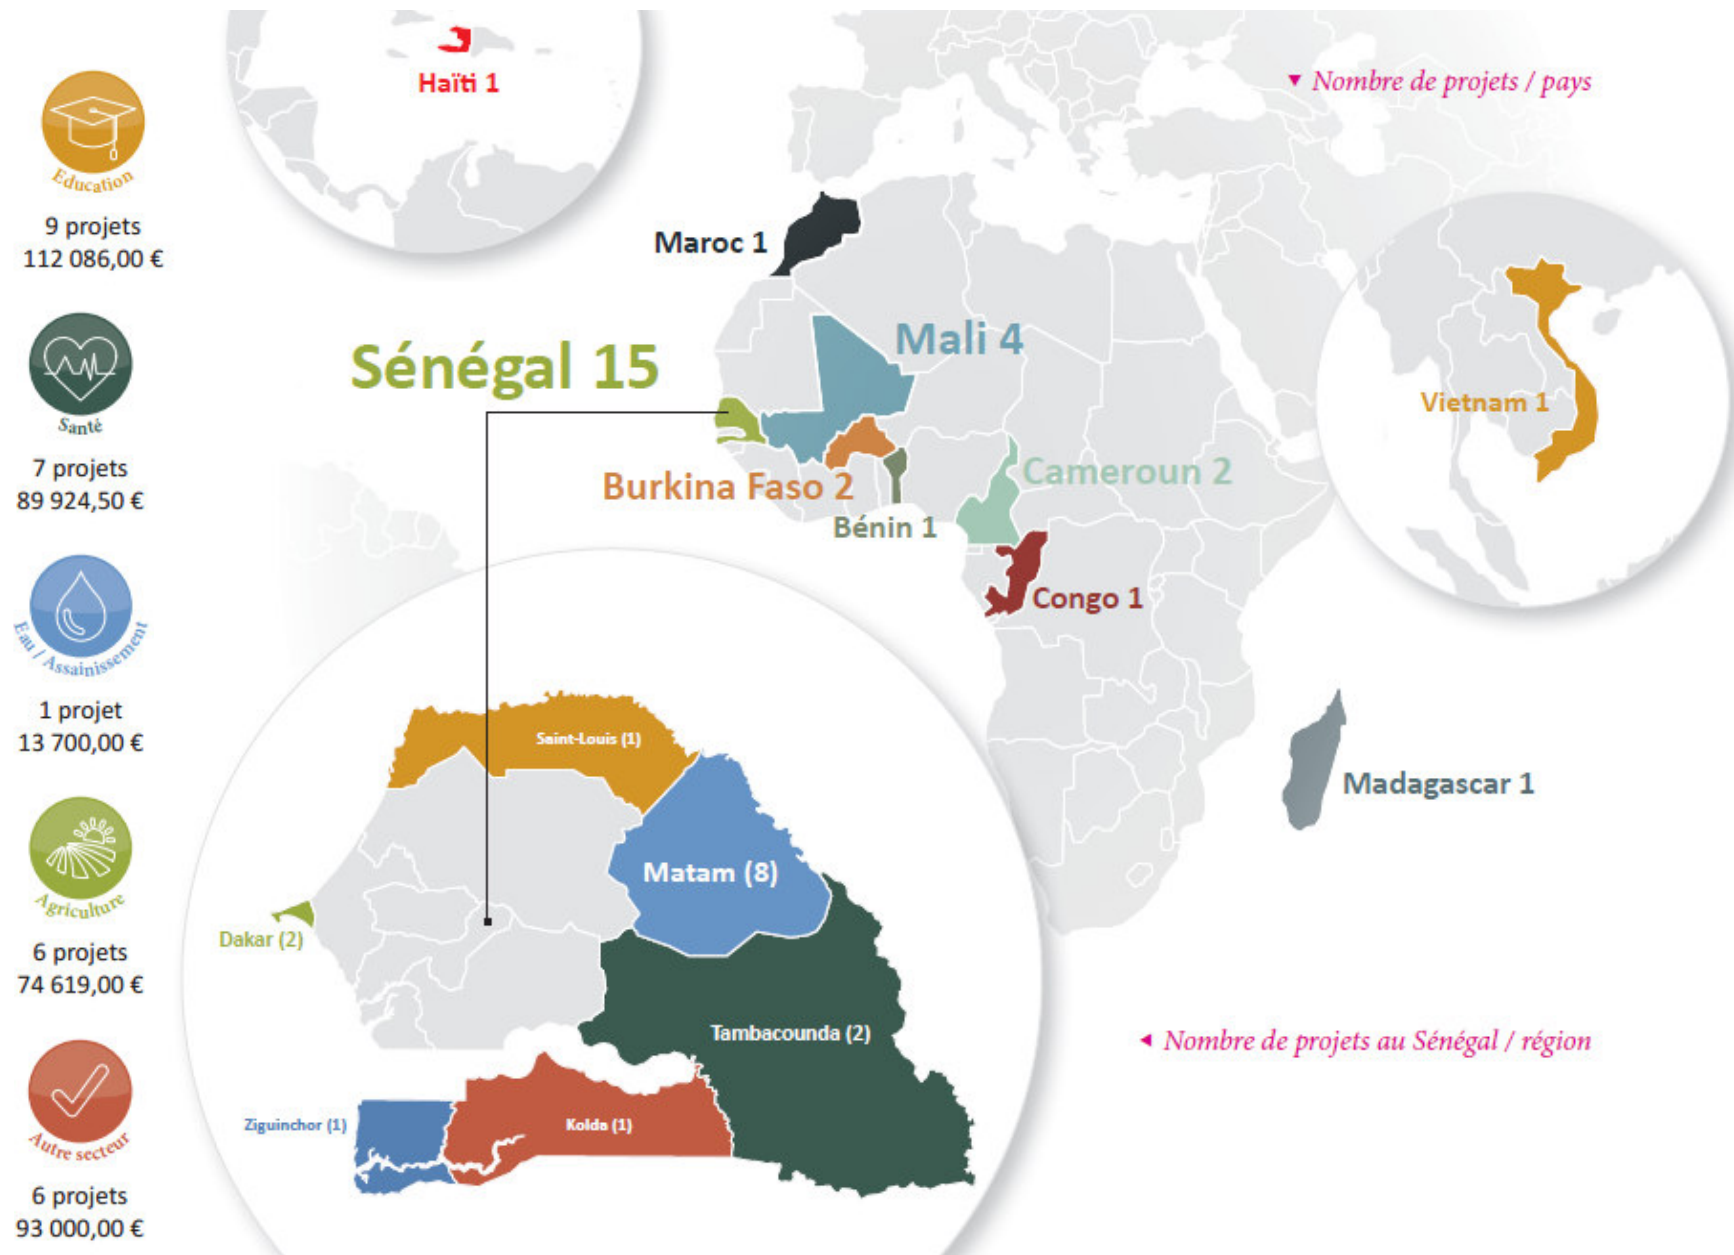 Education
9 projets
112 086,00 €
Santé
7 projets
89 924,50 €
Eau / Assainissement
1 projet
13 700,00 €
Agriculture
6 projets
74 619,00 €
Autre secteur
6 projets
93 000,00 €
Haïti 1
▼ Nombre de projets / pays
Maroc 1
Sénégal 15
Mali 4
Vietnam 1
Burkina Faso 2
Cameroun 2
Bénin 1
Congo 1
Madagascar 1
Saint-Louis (1)
Matam (8)
Dakar (2)
Tambacounda (2)
Ziguinchor (1)
Kolda (1)
◄ Nombre de projets au Sénégal / région